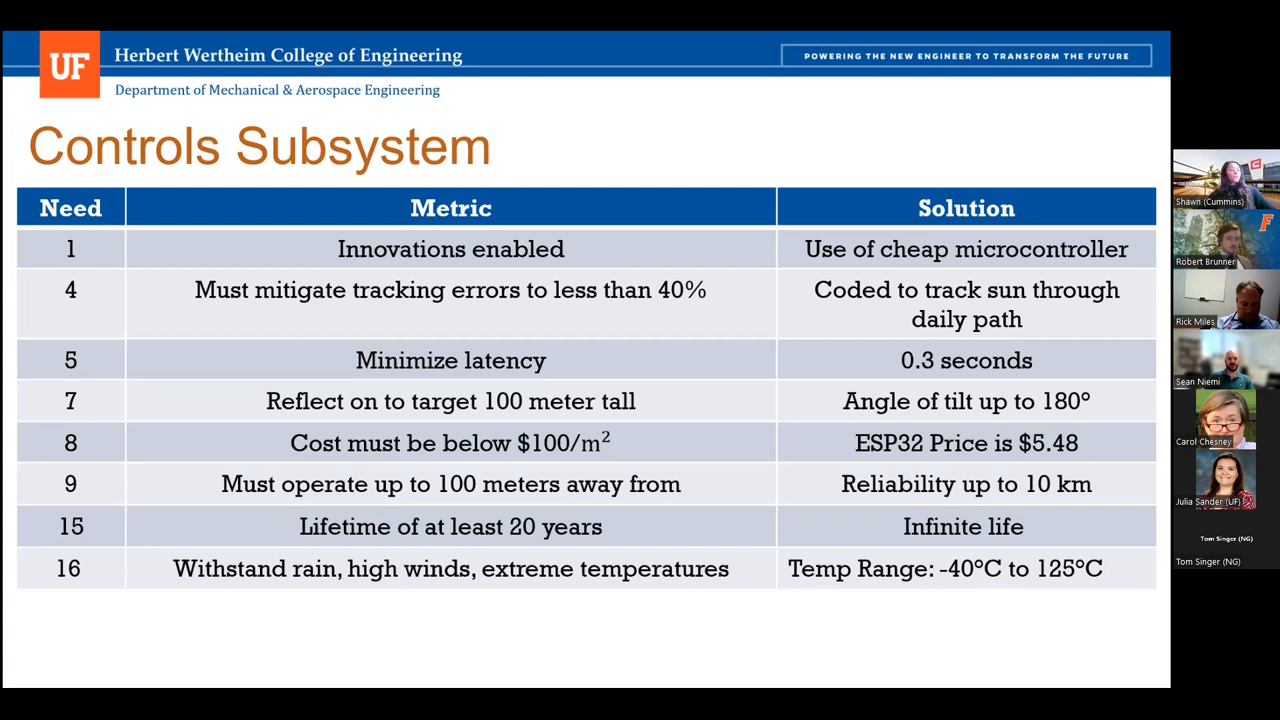 UF
Herbert Wertheim College of Engineering
POWERING THE NEW ENGINEER TO TRANSFORM THE FUTURE
Department of Mechanical & Aerospace Engineering
Controls Subsystem
Need Metric Solution
1 Innovations enabled Use of cheap microcontroller
4 Must mitigate tracking errors to less than 40% Coded to track sun through
daily path
5 Minimize latency 0.3 seconds
7 Reflect on to target 100 meter tall Angle of tilt up to 180°
8 Cost must be below $100/m² ESP32 Price is $5.48
9 Must operate up to 100 meters away from Reliability up to 10 km
15 Lifetime of at least 20 years Infinite life
16 Withstand rain, high winds, extreme temperatures Temp Range: -40°C to 125°C
Shawn (Cummins)
F
Robert Brunner
Rick Miles
Sean Niemi
Carol Chesney
Julia Sander (UF)
Tom Singer (NG)
Tom Singer (NG)